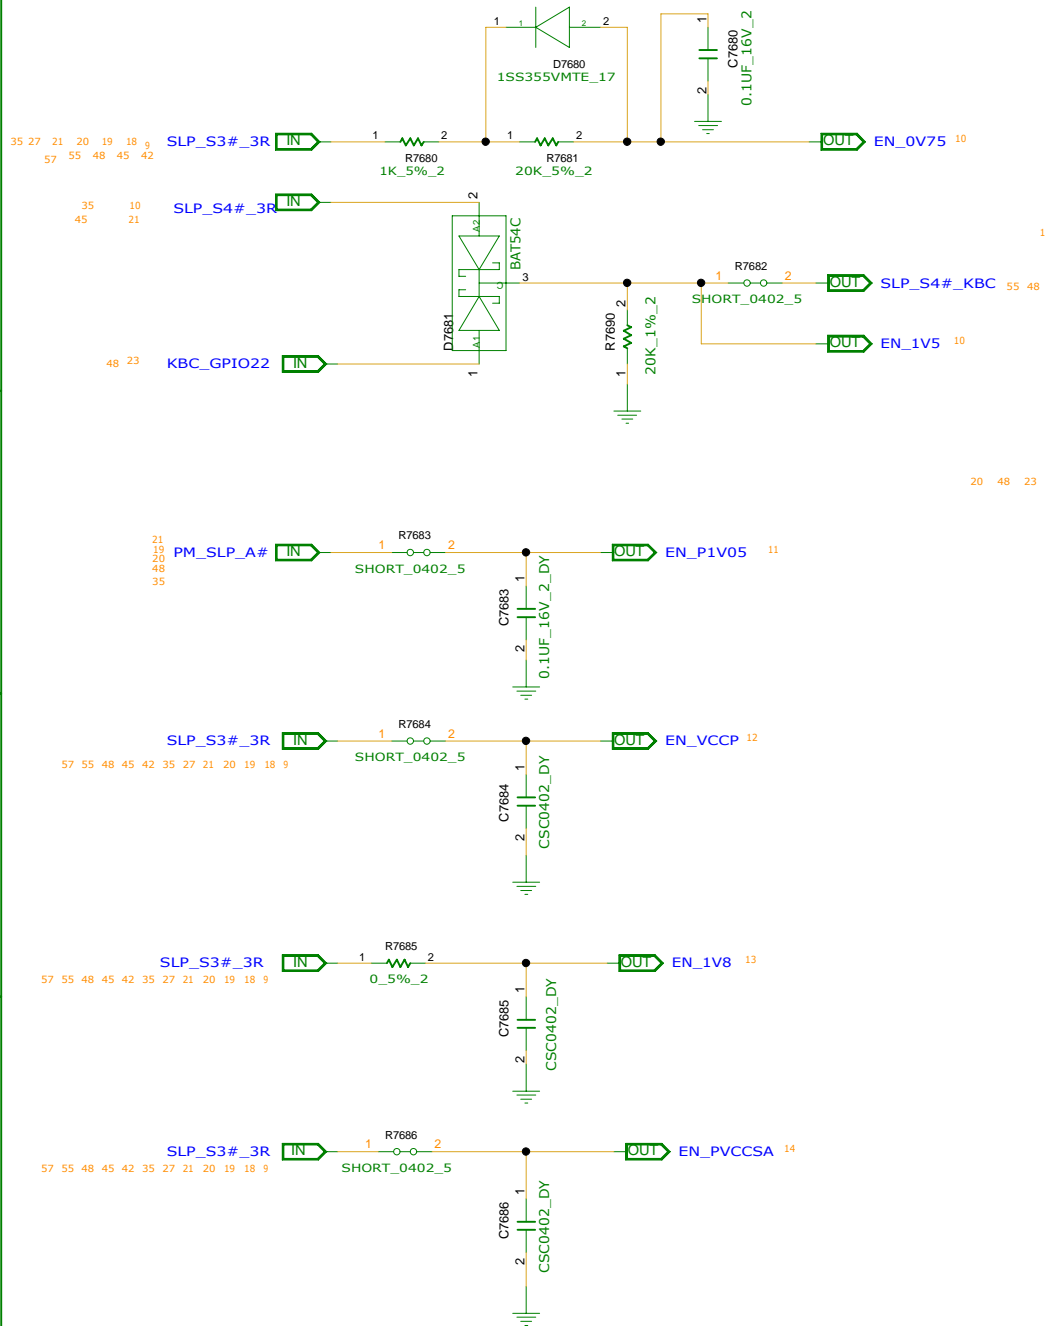 1 1 2 2
D7680
1SS355VMTE_17
1
C7680
0.1UF_16V_2
2
35 27 21 20 19 18 9
57 55 48 45 42
SLP_S3#_3R IN
1 2 1 2
R7680
1K_5%_2
R7681
20K_5%_2
OUT EN_0V75 10
35 10
45 21
SLP_S4#_3R IN
2
A2
BAT54C
1
C 3
D7681
A1
1
R7682
1 2
SHORT_0402_5
OUT SLP_S4#_KBC 55 48
2
R7690
20K_1%_2
1
OUT EN_1V5 10
48 23
KBC_GPIO22 IN
20 48 23
21
19
20
48
35
PM_SLP_A# IN
R7683
1 2
SHORT_0402_5
OUT EN_P1V05 11
1
C7683
0.1UF_16V_2_DY
2
SLP_S3#_3R IN
57 55 48 45 42 35 27 21 20 19 18 9
R7684
1 2
SHORT_0402_5
OUT EN_VCCP 12
1
C7684
CSC0402_DY
2
SLP_S3#_3R IN
57 55 48 45 42 35 27 21 20 19 18 9
R7685
1 2
0_5%_2
OUT EN_1V8 13
1
C7685
CSC0402_DY
2
SLP_S3#_3R IN
57 55 48 45 42 35 27 21 20 19 18 9
R7686
1 2
SHORT_0402_5
OUT EN_PVCCSA 14
1
C7686
CSC0402_DY
2